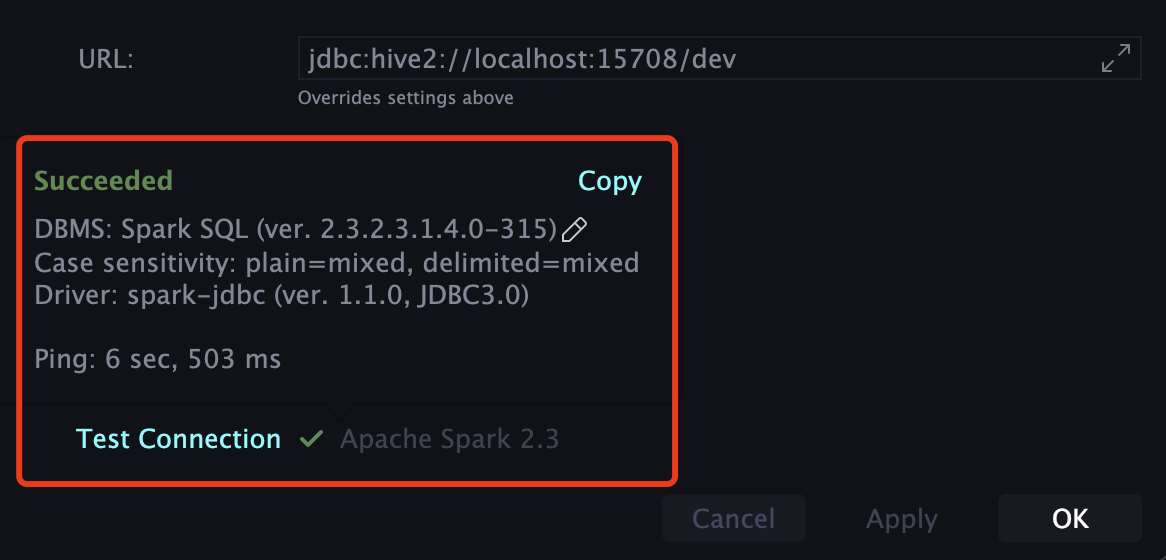 URL: jdbc:hive2://localhost:15708/dev
Overrides settings above
Succeeded Copy
DBMS: Spark SQL (ver. 2.3.2.3.1.4.0-315)
Case sensitivity: plain=mixed, delimited=mixed
Driver: spark-jdbc (ver. 1.1.0, JDBC3.0)
Ping: 6 sec, 503 ms
Test Connection Apache Spark 2.3
Cancel Apply OK